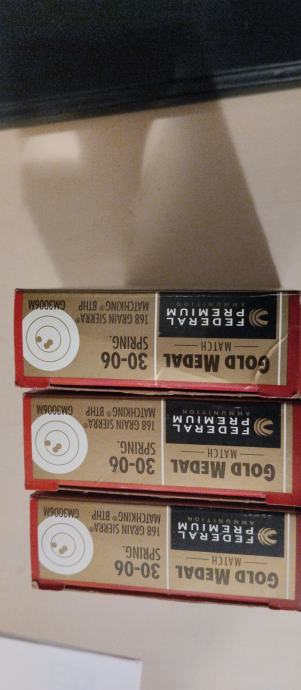 GOLD MEDAL
MATCH
FEDERAL
PREMIUM
AMMUNITION
30-06
SPRING.
168 GRAIN SIERRA®
MATCHKING® BTHP
GM3006M
GOLD MEDAL
MATCH
FEDERAL
PREMIUM
AMMUNITION
30-06
SPRING.
168 GRAIN SIERRA®
MATCHKING® BTHP
GM3006M
GOLD MEDAL
MATCH
FEDERAL
PREMIUM
AMMUNITION
30-06
SPRING.
168 GRAIN SIERRA®
MATCHKING® BTHP
GM3006M